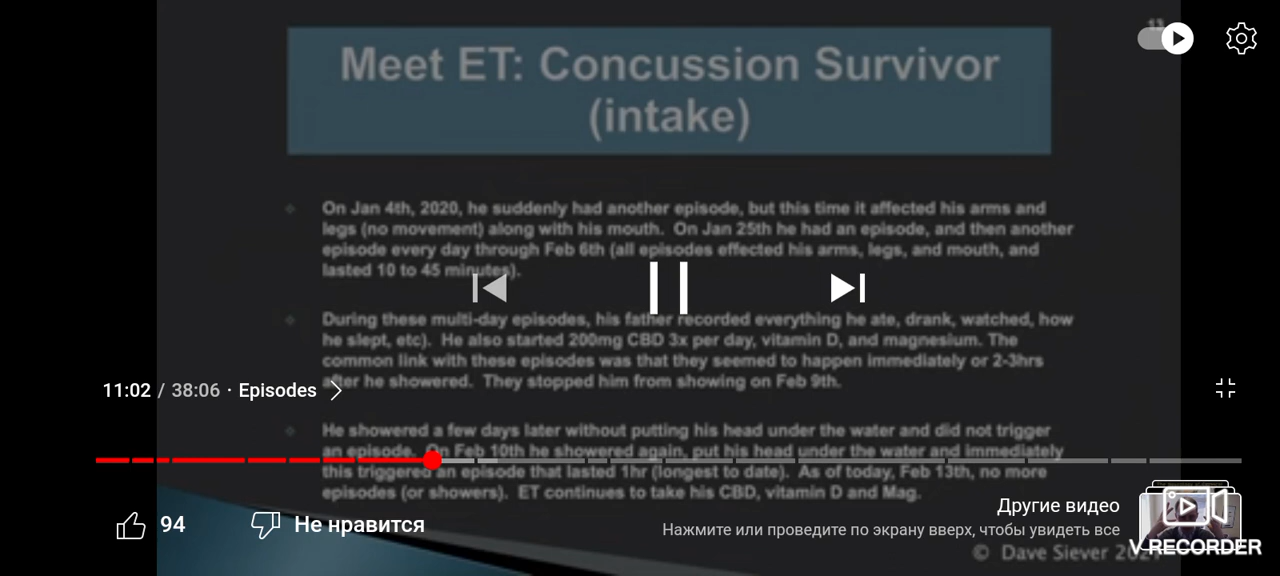 Meet ET: Concussion Survivor
(intake)
On Jan 4th, 2020, he suddenly had another episode, but this time it affected his arms and
legs (no movement) along with his mouth. On Jan 25th he had an episode, and then another
episode every day through Feb 6th (all episodes effected his arms, legs, and mouth, and
lasted 10 to 45 minutes).
During these multi-day episodes, his father recorded everything he ate, drank, watched, how
he slept, etc). He also started 200mg CBD 3x per day, vitamin D, and magnesium. The
common link with these episodes was that they seemed to happen immediately or 2-3hrs
after he showered. They stopped him from showing on Feb 9th.
11:02 / 38:06 · Episodes
He showered a few days later without putting his head under the water and did not trigger
an episode. On Feb 10th he showered again, put his head under the water and immediately
this triggered an episode that lasted 1hr (longest to date). As of today, Feb 13th, no more
episodes (or showers). ET continues to take his CBD, vitamin D and Mag.
Другие видео
94 Не нравится
Нажмите или проведите по экрану вверх, чтобы увидеть все
V RECORDER
© Dave Siever